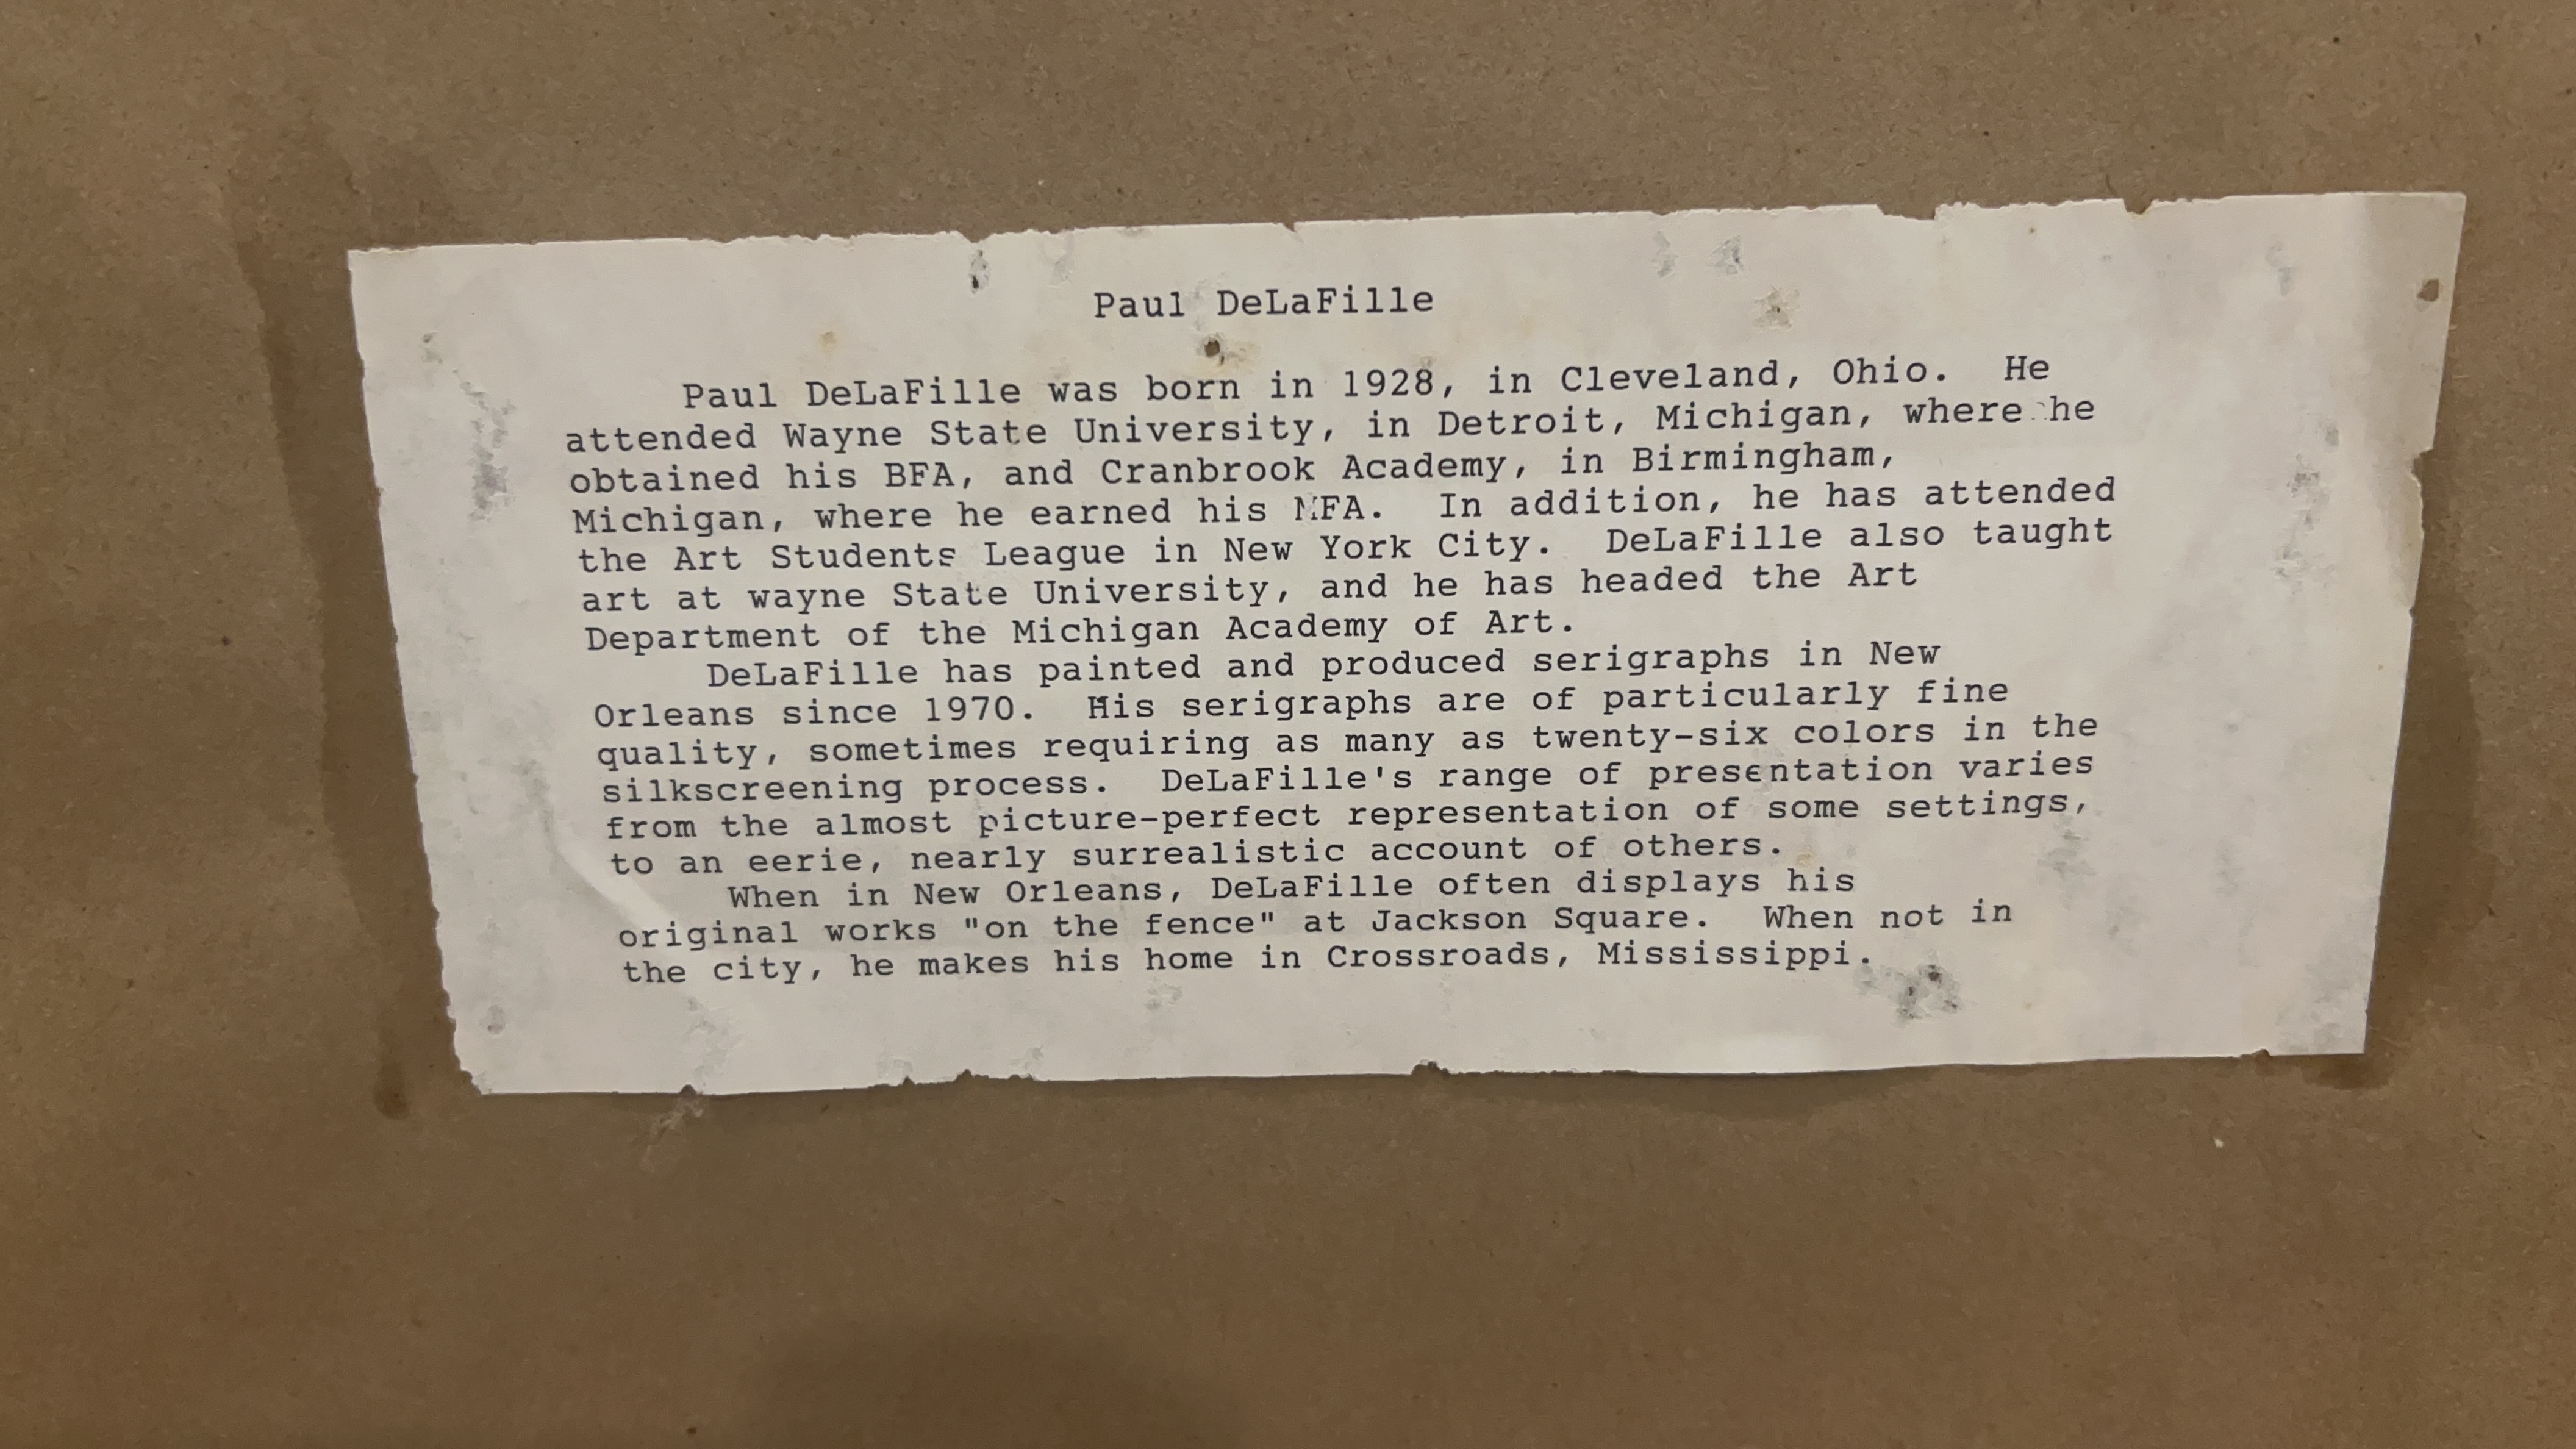 Paul DeLaFille
Paul DeLaFille was born in 1928, in Cleveland, Ohio. He
attended Wayne State University, in Detroit, Michigan, where he
obtained his BFA, and Cranbrook Academy, in Birmingham,
Michigan, where he earned his MFA. In addition, he has attended
the Art Students League in New York City. DeLaFille also taught
art at wayne State University, and he has headed the Art
Department of the Michigan Academy of Art.
DeLaFille has painted and produced serigraphs in New
Orleans since 1970. His serigraphs are of particularly fine
quality, sometimes requiring as many as twenty-six colors in the
silkscreening process. DeLaFille's range of presentation varies
from the almost picture-perfect representation of some settings,
to an eerie, nearly surrealistic account of others.
When in New Orleans, DeLaFille often displays his
original works "on the fence" at Jackson Square. When not in
the city, he makes his home in Crossroads, Mississippi.